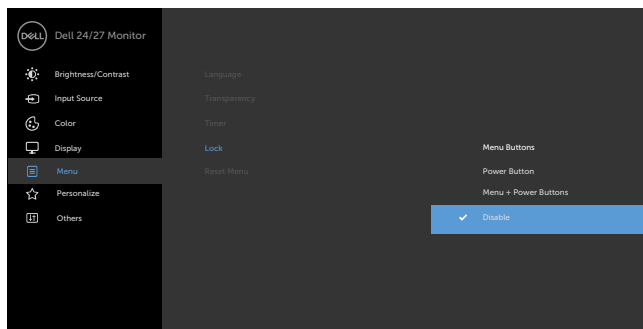 DELL Dell 24/27 Monitor
Brightness/Contrast
Input Source
Color
Display
Menu
Personalize
Others
Language
Transparency
Timer
Lock
Reset Menu
Menu Buttons
Power Button
Menu + Power Buttons
Disable